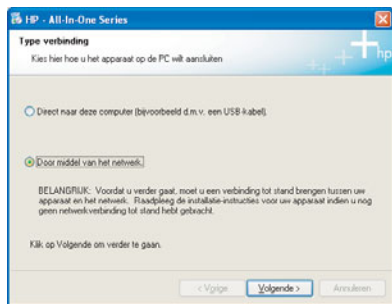 HP - All-In-One Series
Type verbinding
Kies hier hoe u het apparaat op de PC wilt aansluiten
hp
Direct naar deze computer (bijvoorbeeld d.m.v. een USB-kabel).
Door middel van het netwerk.
BELANGRIJK: Voordat u verder gaat, moet u een verbinding tot stand brengen tussen uw
apparaat en het netwerk. Raadpleeg de installatie-instructies voor uw apparaat indien u nog
geen netwerkverbinding tot stand hebt gebracht.
Klik op Volgende om verder te gaan.
< Vorige Volgende > Annuleren